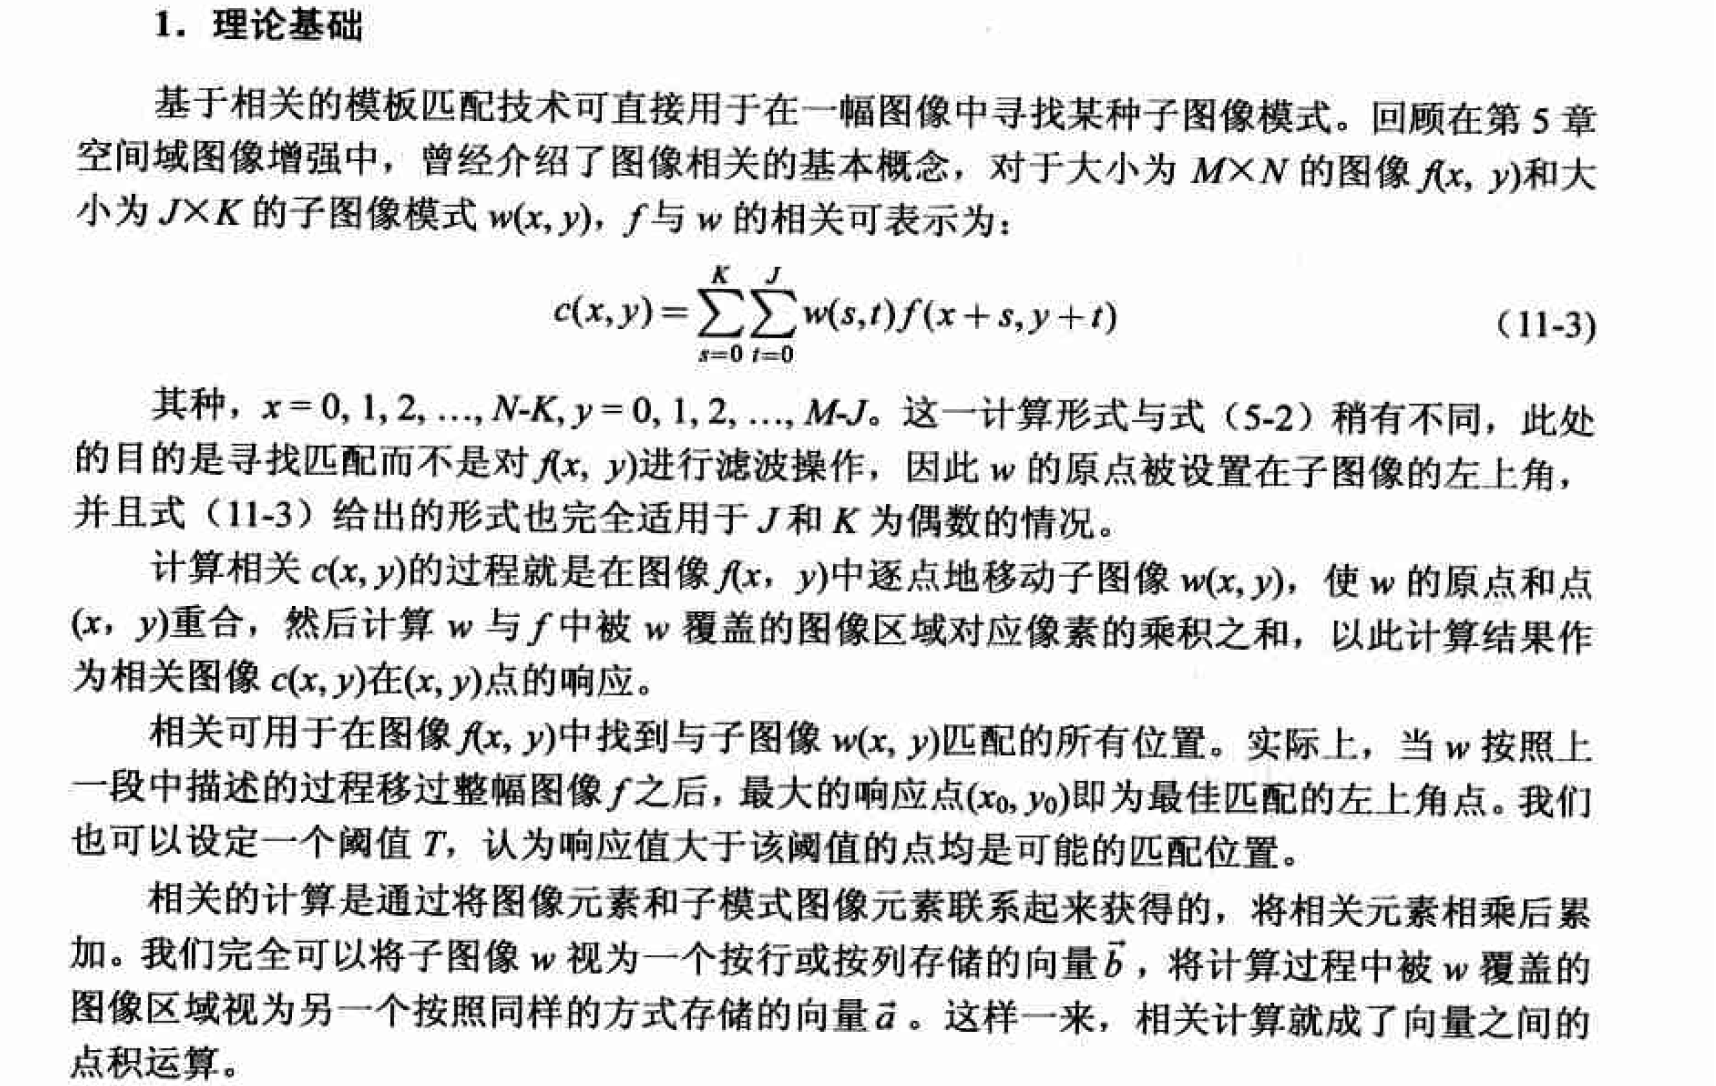 1．理论基础
基于相关的模板匹配技术可直接用于在一幅图像中寻找某种子图像模式。回顾在第 5 章
空间域图像增强中，曾经介绍了图像相关的基本概念，对于大小为 M×N 的图像 f(x, y)和大
小为 J×K 的子图像模式 w(x, y)，f 与 w 的相关可表示为：
c(x,y)=∑_{s=0}^{K}∑_{t=0}^{J}w(s,t)f(x+s,y+t) （11-3）
其种，x = 0, 1, 2, …, N-K, y = 0, 1, 2, …, M-J。这一计算形式与式（5-2）稍有不同，此处
的目的是寻找匹配而不是对 f(x, y)进行滤波操作，因此 w 的原点被设置在子图像的左上角，
并且式（11-3）给出的形式也完全适用于 J 和 K 为偶数的情况。
计算相关 c(x, y)的过程就是在图像 f(x，y)中逐点地移动子图像 w(x, y)，使 w 的原点和点
(x，y)重合，然后计算 w 与 f 中被 w 覆盖的图像区域对应像素的乘积之和，以此计算结果作
为相关图像 c(x, y)在(x, y)点的响应。
相关可用于在图像 f(x, y)中找到与子图像 w(x, y)匹配的所有位置。实际上，当 w 按照上
一段中描述的过程移过整幅图像 f 之后，最大的响应点(x₀, y₀)即为最佳匹配的左上角点。我们
也可以设定一个阈值 T，认为响应值大于该阈值的点均是可能的匹配位置。
相关的计算是通过将图像元素和子模式图像元素联系起来获得的，将相关元素相乘后累
加。我们完全可以将子图像 w 视为一个按行或按列存储的向量 b⃗，将计算过程中被 w 覆盖的
图像区域视为另一个按照同样的方式存储的向量 a⃗。这样一来，相关计算就成了向量之间的
点积运算。